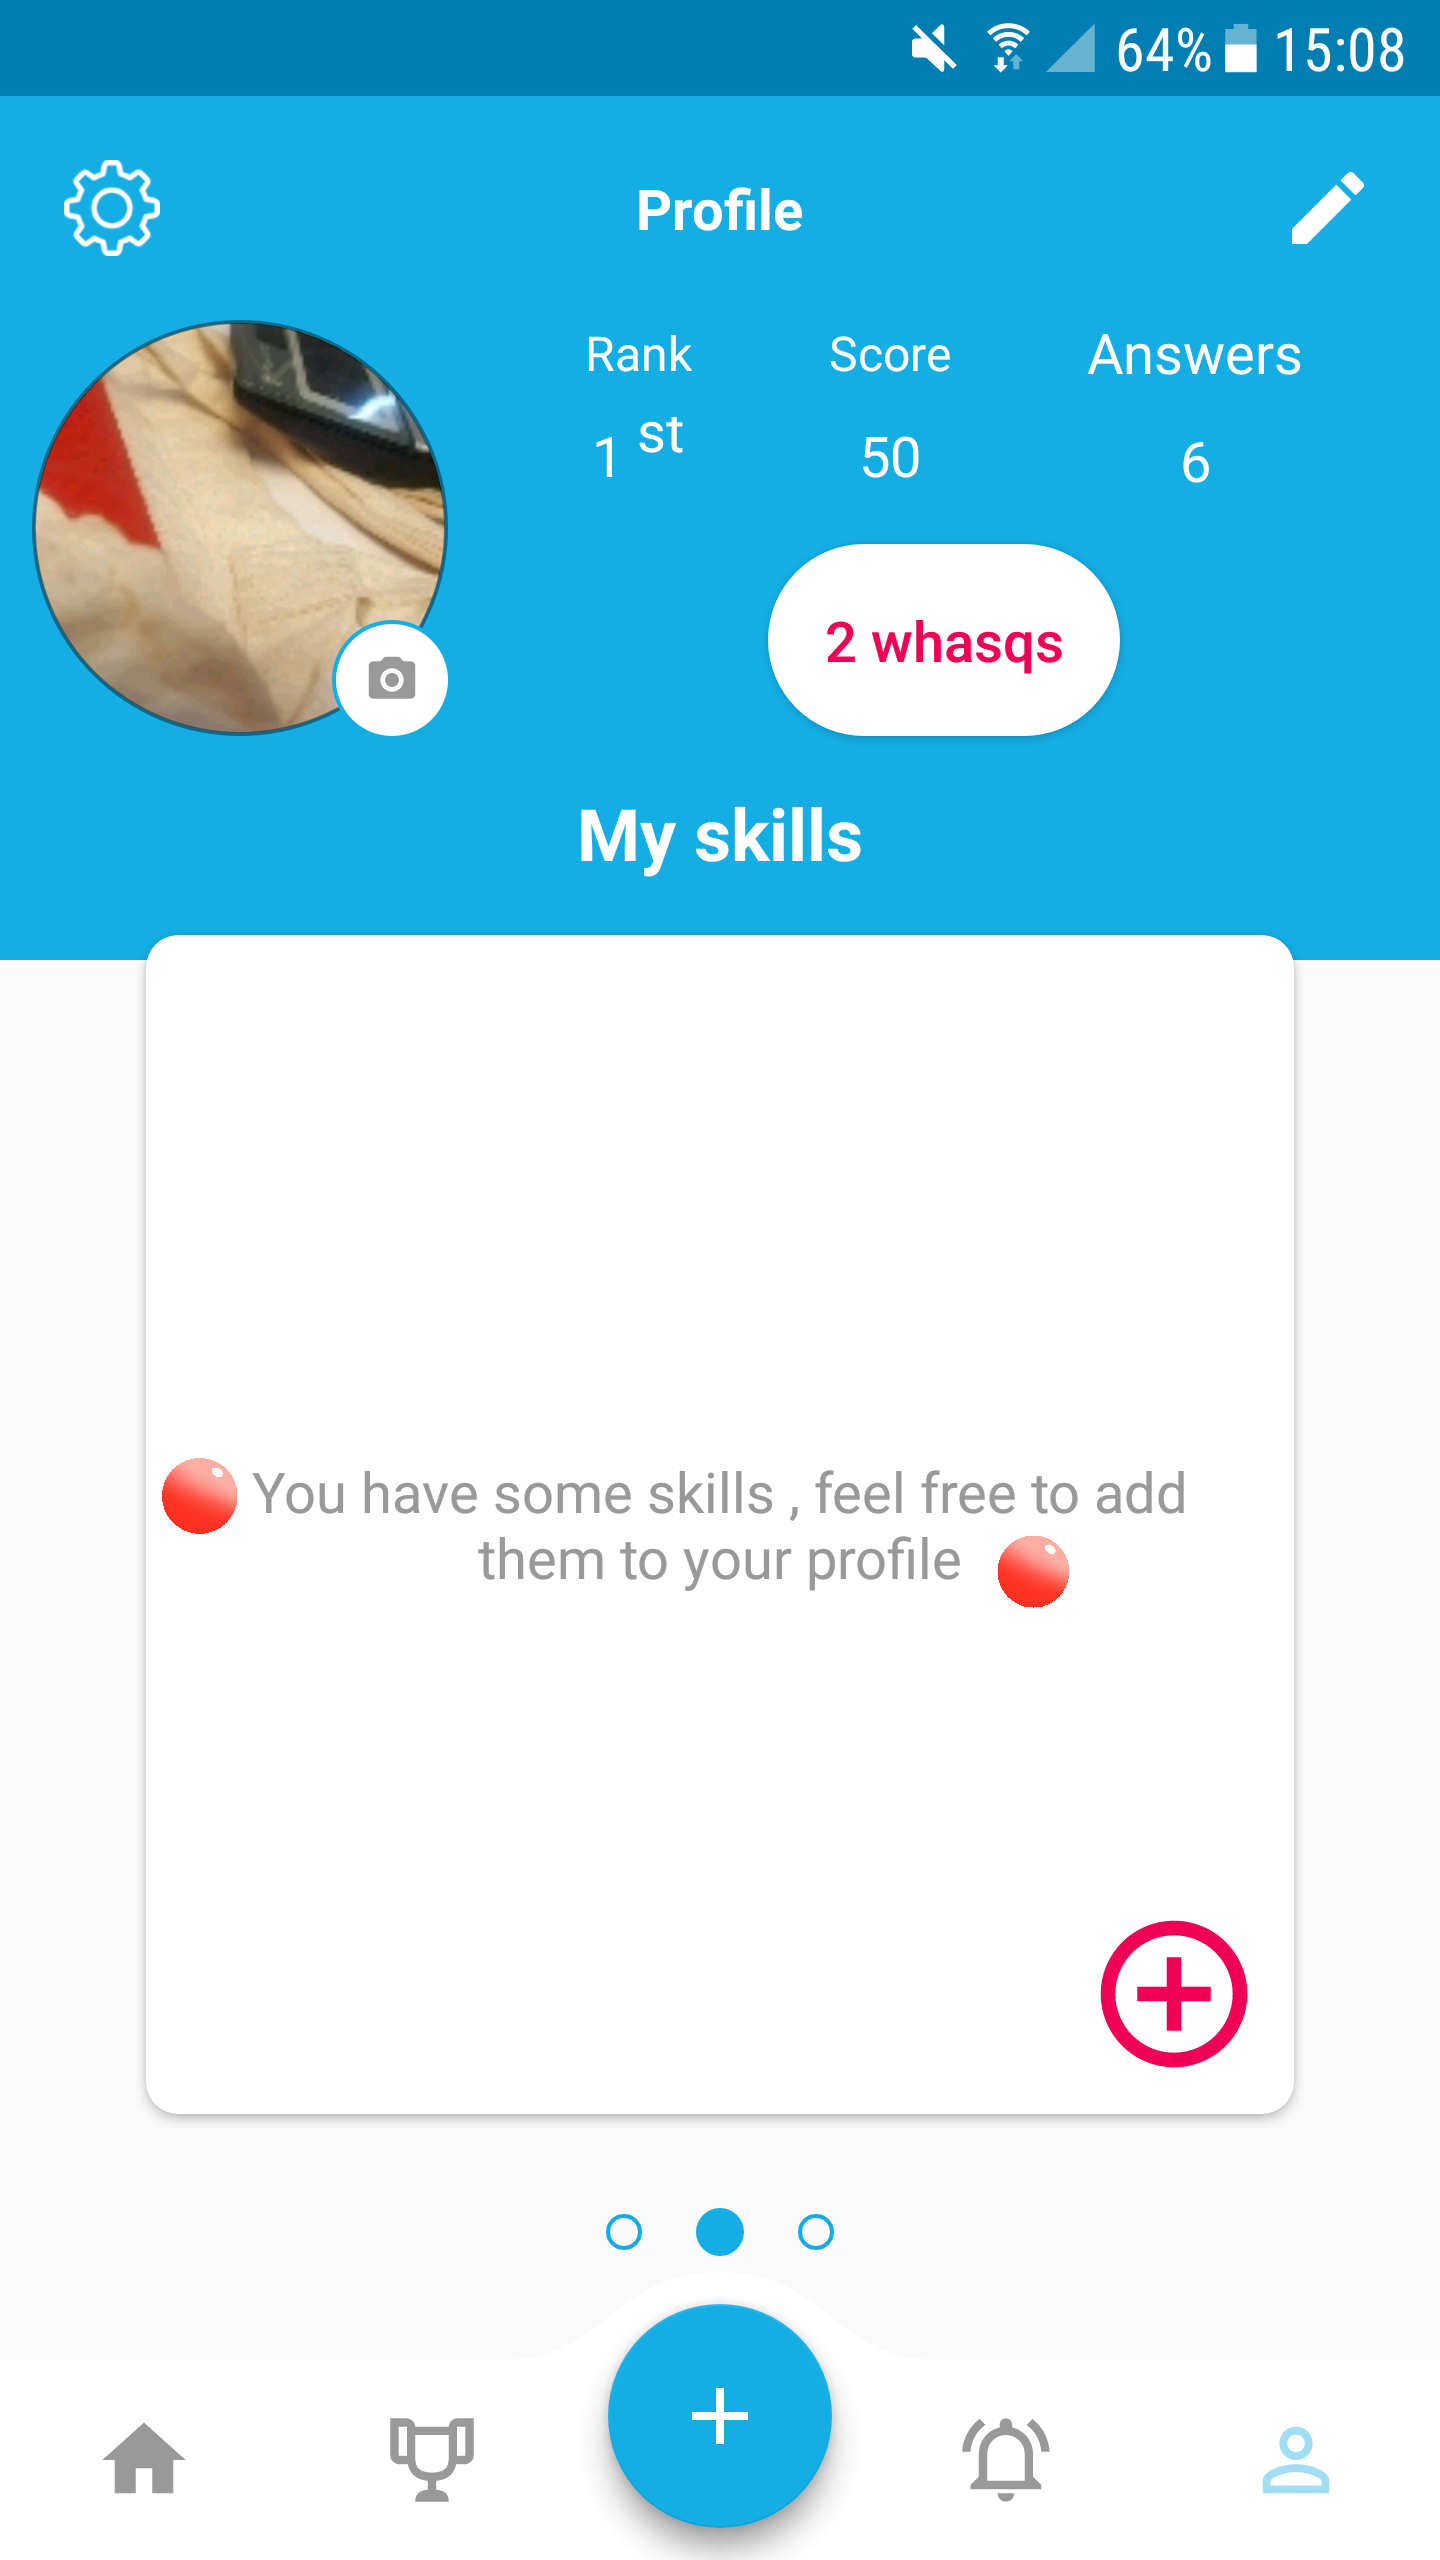 64% 15:08
Profile
Rank Score Answers
1 st 50 6
2 whasqs
My skills
You have some skills , feel free to add
them to your profile